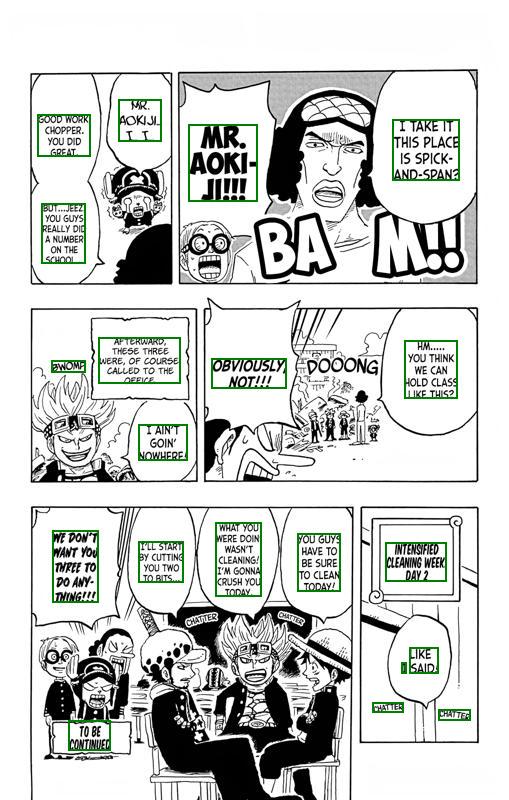 I TAKE IT
THIS PLACE
IS SPICK-
AND-SPAN?
MR.
AOKI-
JI!!!
BAM!!
MR.
AOKIJI..
I I
GOOD WORK
CHOPPER.
YOU DID
GREAT.
BUT...JEEZ
YOU GUYS
REALLY DID
A NUMBER
ON THE
SCHOOL
HM.....
YOU THINK
WE CAN
HOLD CLASS
LIKE THIS?
DOOONG
OBVIOUSLY,
NOT!!!
AFTERWARD,
THESE THREE
WERE, OF COURSE
CALLED TO THE
OFFICE.
BWOMP
I AIN'T
GOIN'
NOWHERE!
INTENSIFIED
CLEANING WEEK
DAY 2
LIKE
I SAID:
CHATTER
CHATTER
YOU GUYS
HAVE TO
BE SURE
TO CLEAN
TODAY!
WHAT YOU
WERE DOIN
WASN'T
CLEANING!
I'M GONNA
CRUSH YOU
TODAY.
I'LL START
BY CUTTING
YOU TWO
TO BITS...
CHATTER
CHATTER
WE DON'T
WANT YOU
THREE TO
DO ANY-
THING!!!
TO BE
CONTINUED